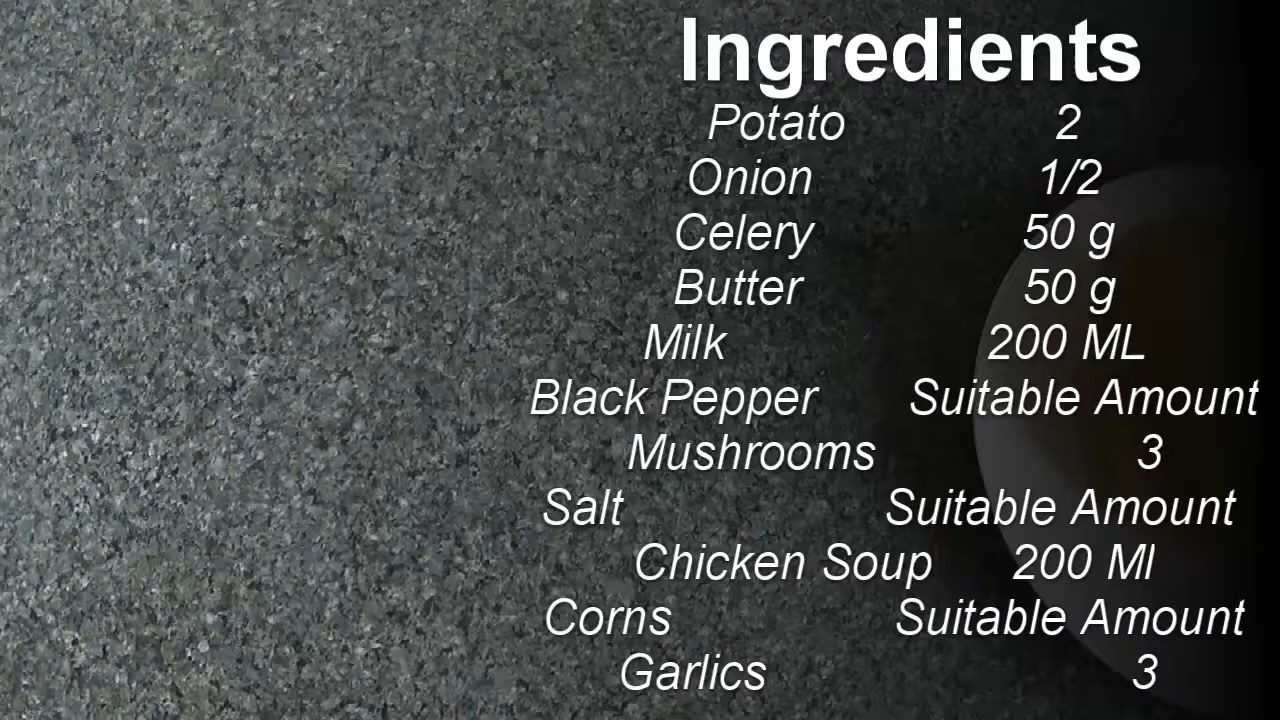 Ingredients
Potato 2
Onion 1/2
Celery 50 g
Butter 50 g
Milk 200 ML
Black Pepper Suitable Amount
Mushrooms 3
Salt Suitable Amount
Chicken Soup 200 Ml
Corns Suitable Amount
Garlics 3